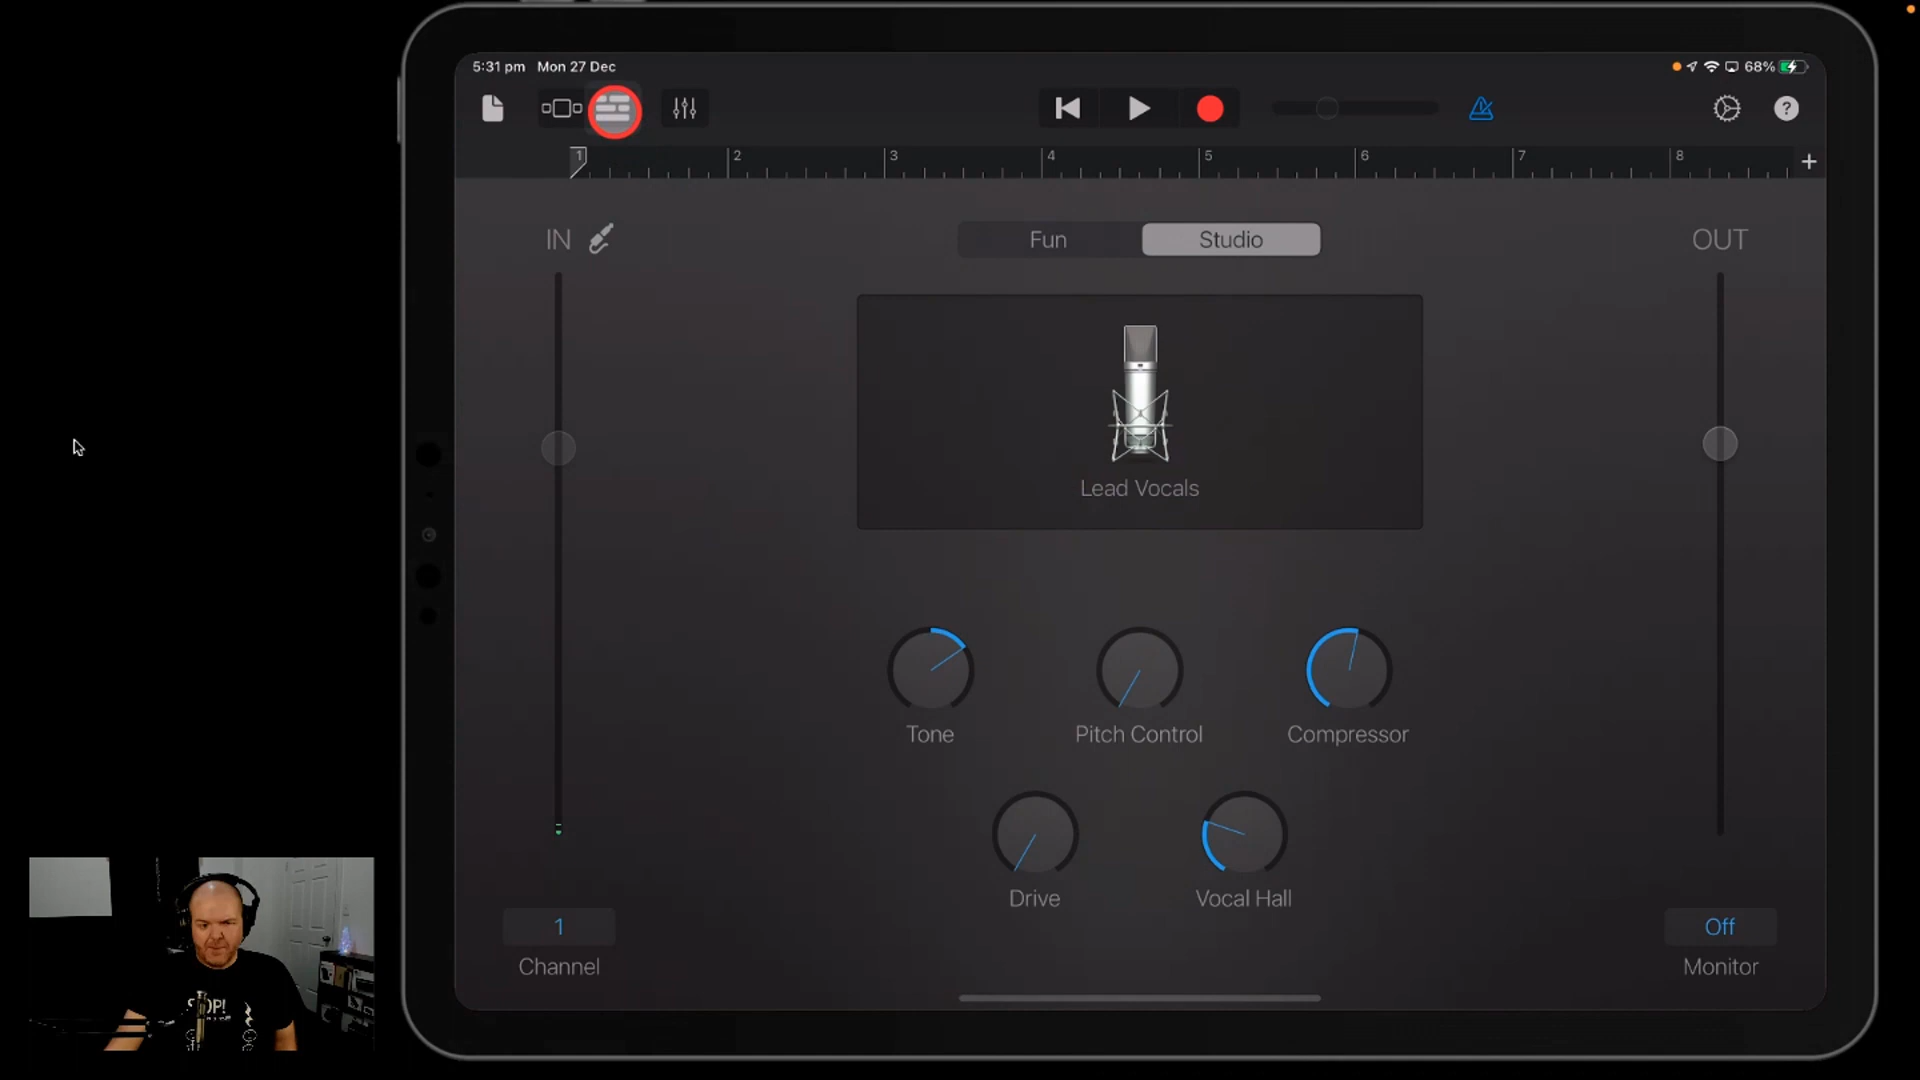 5:31 pm Mon 27 Dec
68%
1 2 3 4 5 6 7 8
IN
Fun Studio
OUT
Lead Vocals
Tone Pitch Control Compressor
Drive Vocal Hall
1
Channel
Off
Monitor